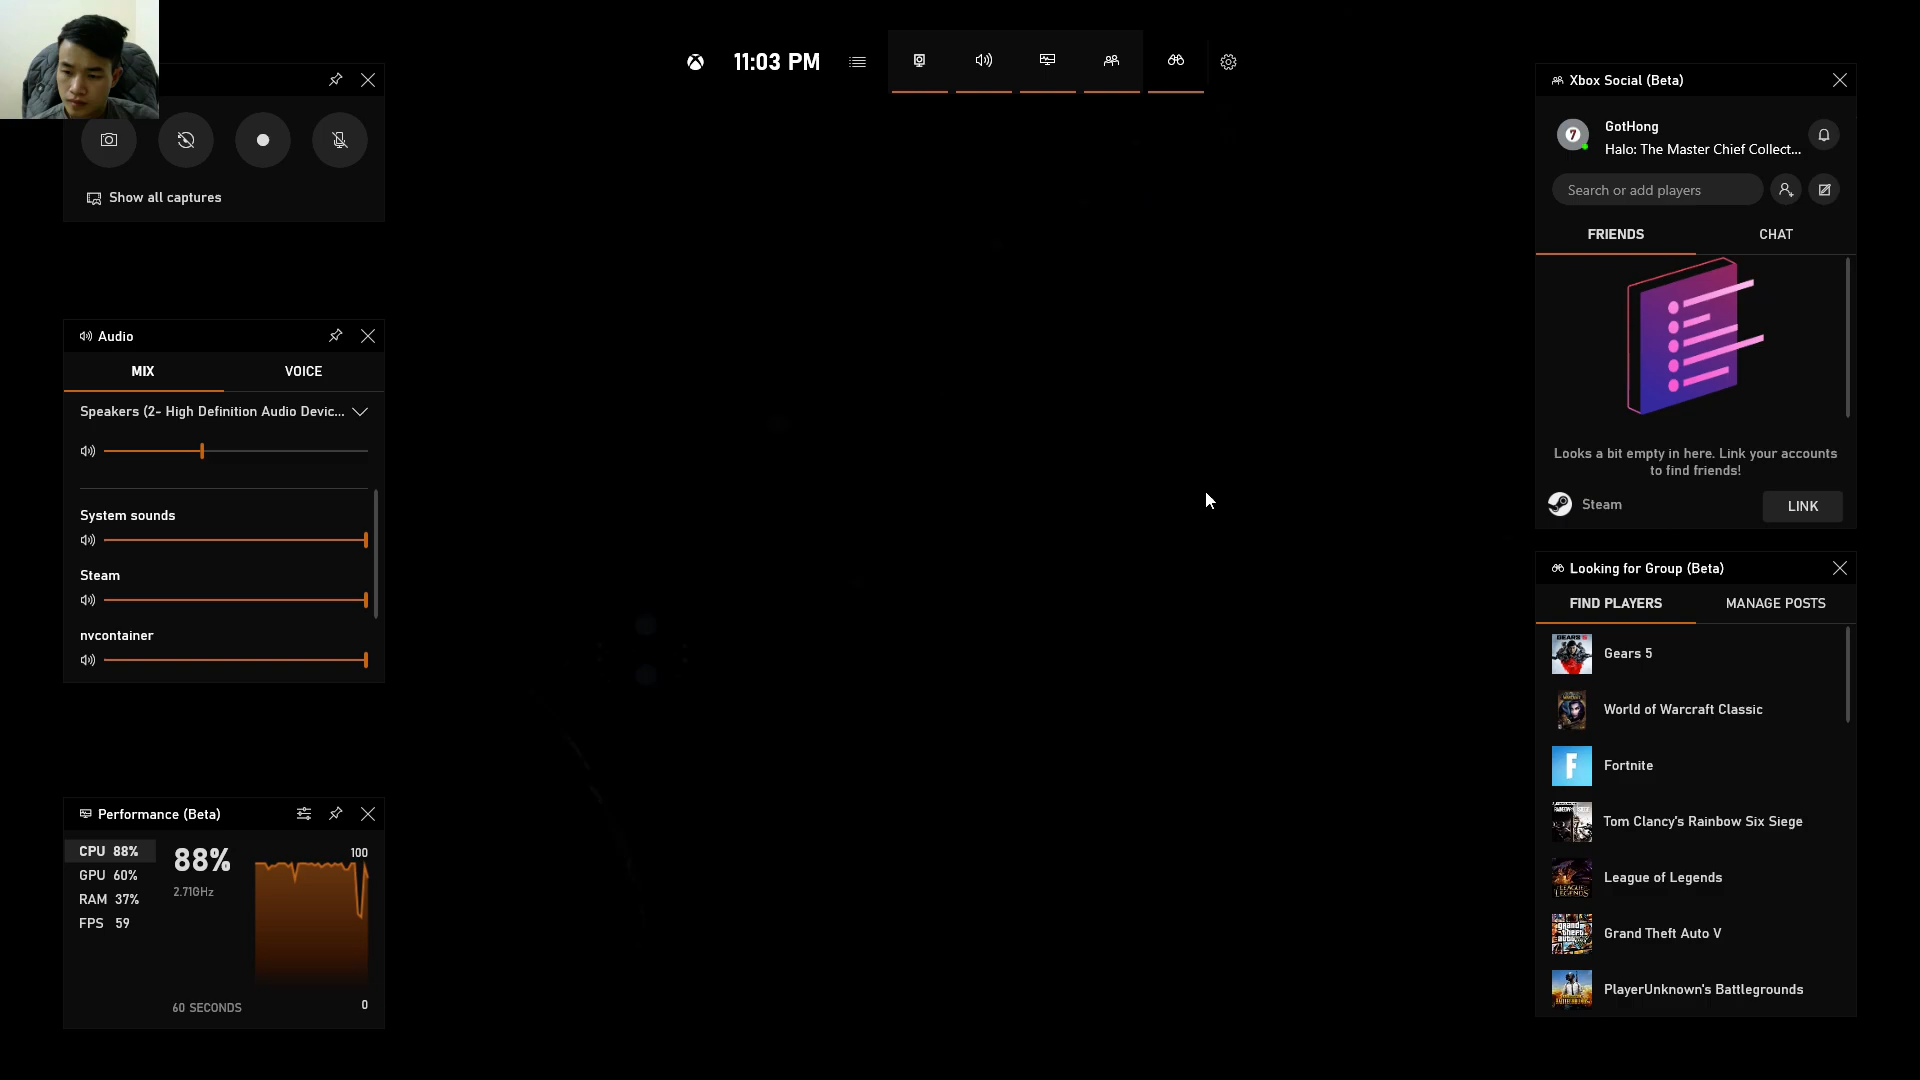 11:03 PM
Show all captures
Audio
MIX
VOICE
Speakers (2- High Definition Audio Devic...
System sounds
Steam
nvcontainer
Performance (Beta)
CPU 88%
GPU 60%
RAM 37%
FPS 59
88%
2.71GHz
100
60 SECONDS
0
Xbox Social (Beta)
GotHong
Halo: The Master Chief Collect...
Search or add players
FRIENDS
CHAT
Looks a bit empty in here. Link your accounts
to find friends!
Steam
LINK
Looking for Group (Beta)
FIND PLAYERS
MANAGE POSTS
Gears 5
World of Warcraft Classic
Fortnite
Tom Clancy's Rainbow Six Siege
League of Legends
Grand Theft Auto V
PlayerUnknown's Battlegrounds